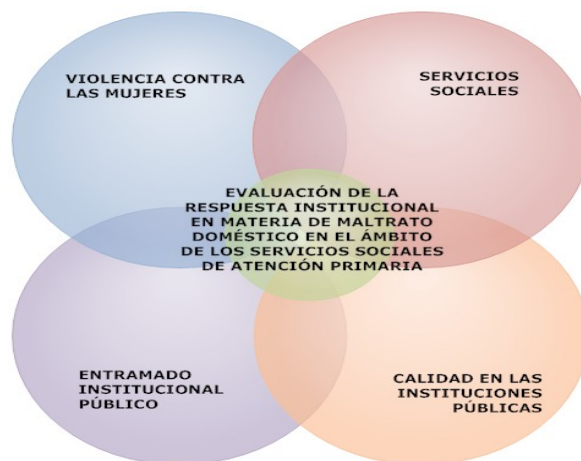 VIOLENCIA CONTRA
LAS MUJERES
SERVICIOS
SOCIALES
EVALUACIÓN DE LA
RESPUESTA INSTITUCIONAL
EN MATERIA DE MALTRATO
DOMÉSTICO EN EL ÁMBITO
DE LOS SERVICIOS SOCIALES
DE ATENCIÓN PRIMARIA
ENTRAMADO
INSTITUCIONAL
PÚBLICO
CALIDAD EN LAS
INSTITUCIONES
PÚBLICAS